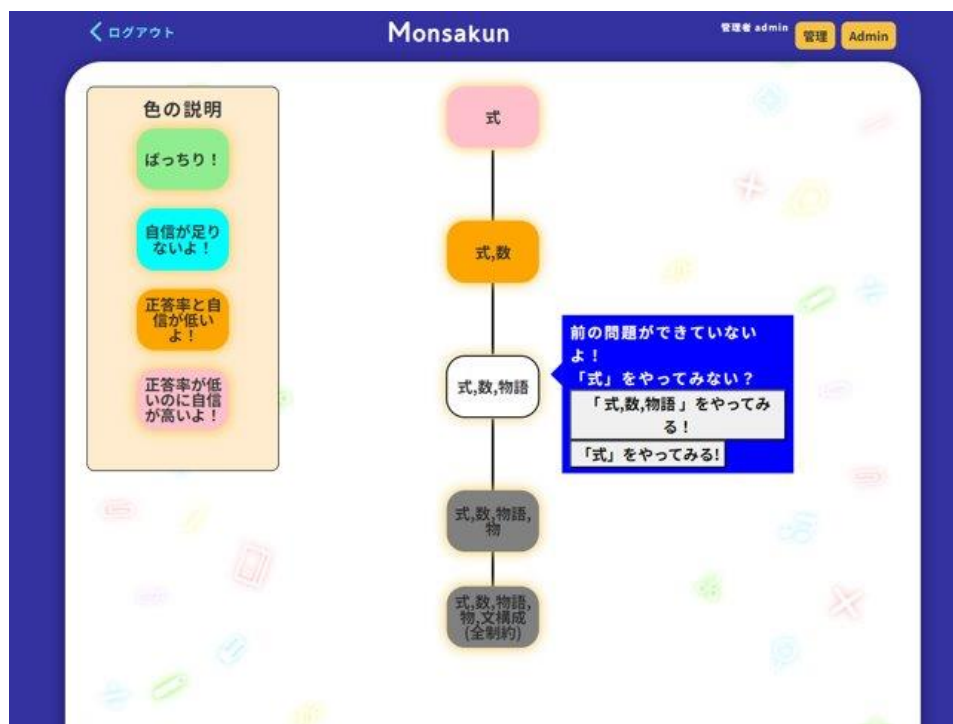 ログアウト
Monsakun
管理者 admin
管理
Admin
色の説明
ばっちり！
自信が足り
ないよ！
正答率と自
信が低い
よ！
正答率が低
いのに自信
が高いよ！
式
式,数
式,数,物語
前の問題ができていない
よ！
「式」をやってみない？
「 式,数,物語 」をやってみ
る！
「式」をやってみる!
式,数,物語,
物
式,数,物語,
物,文構成
(全制約)